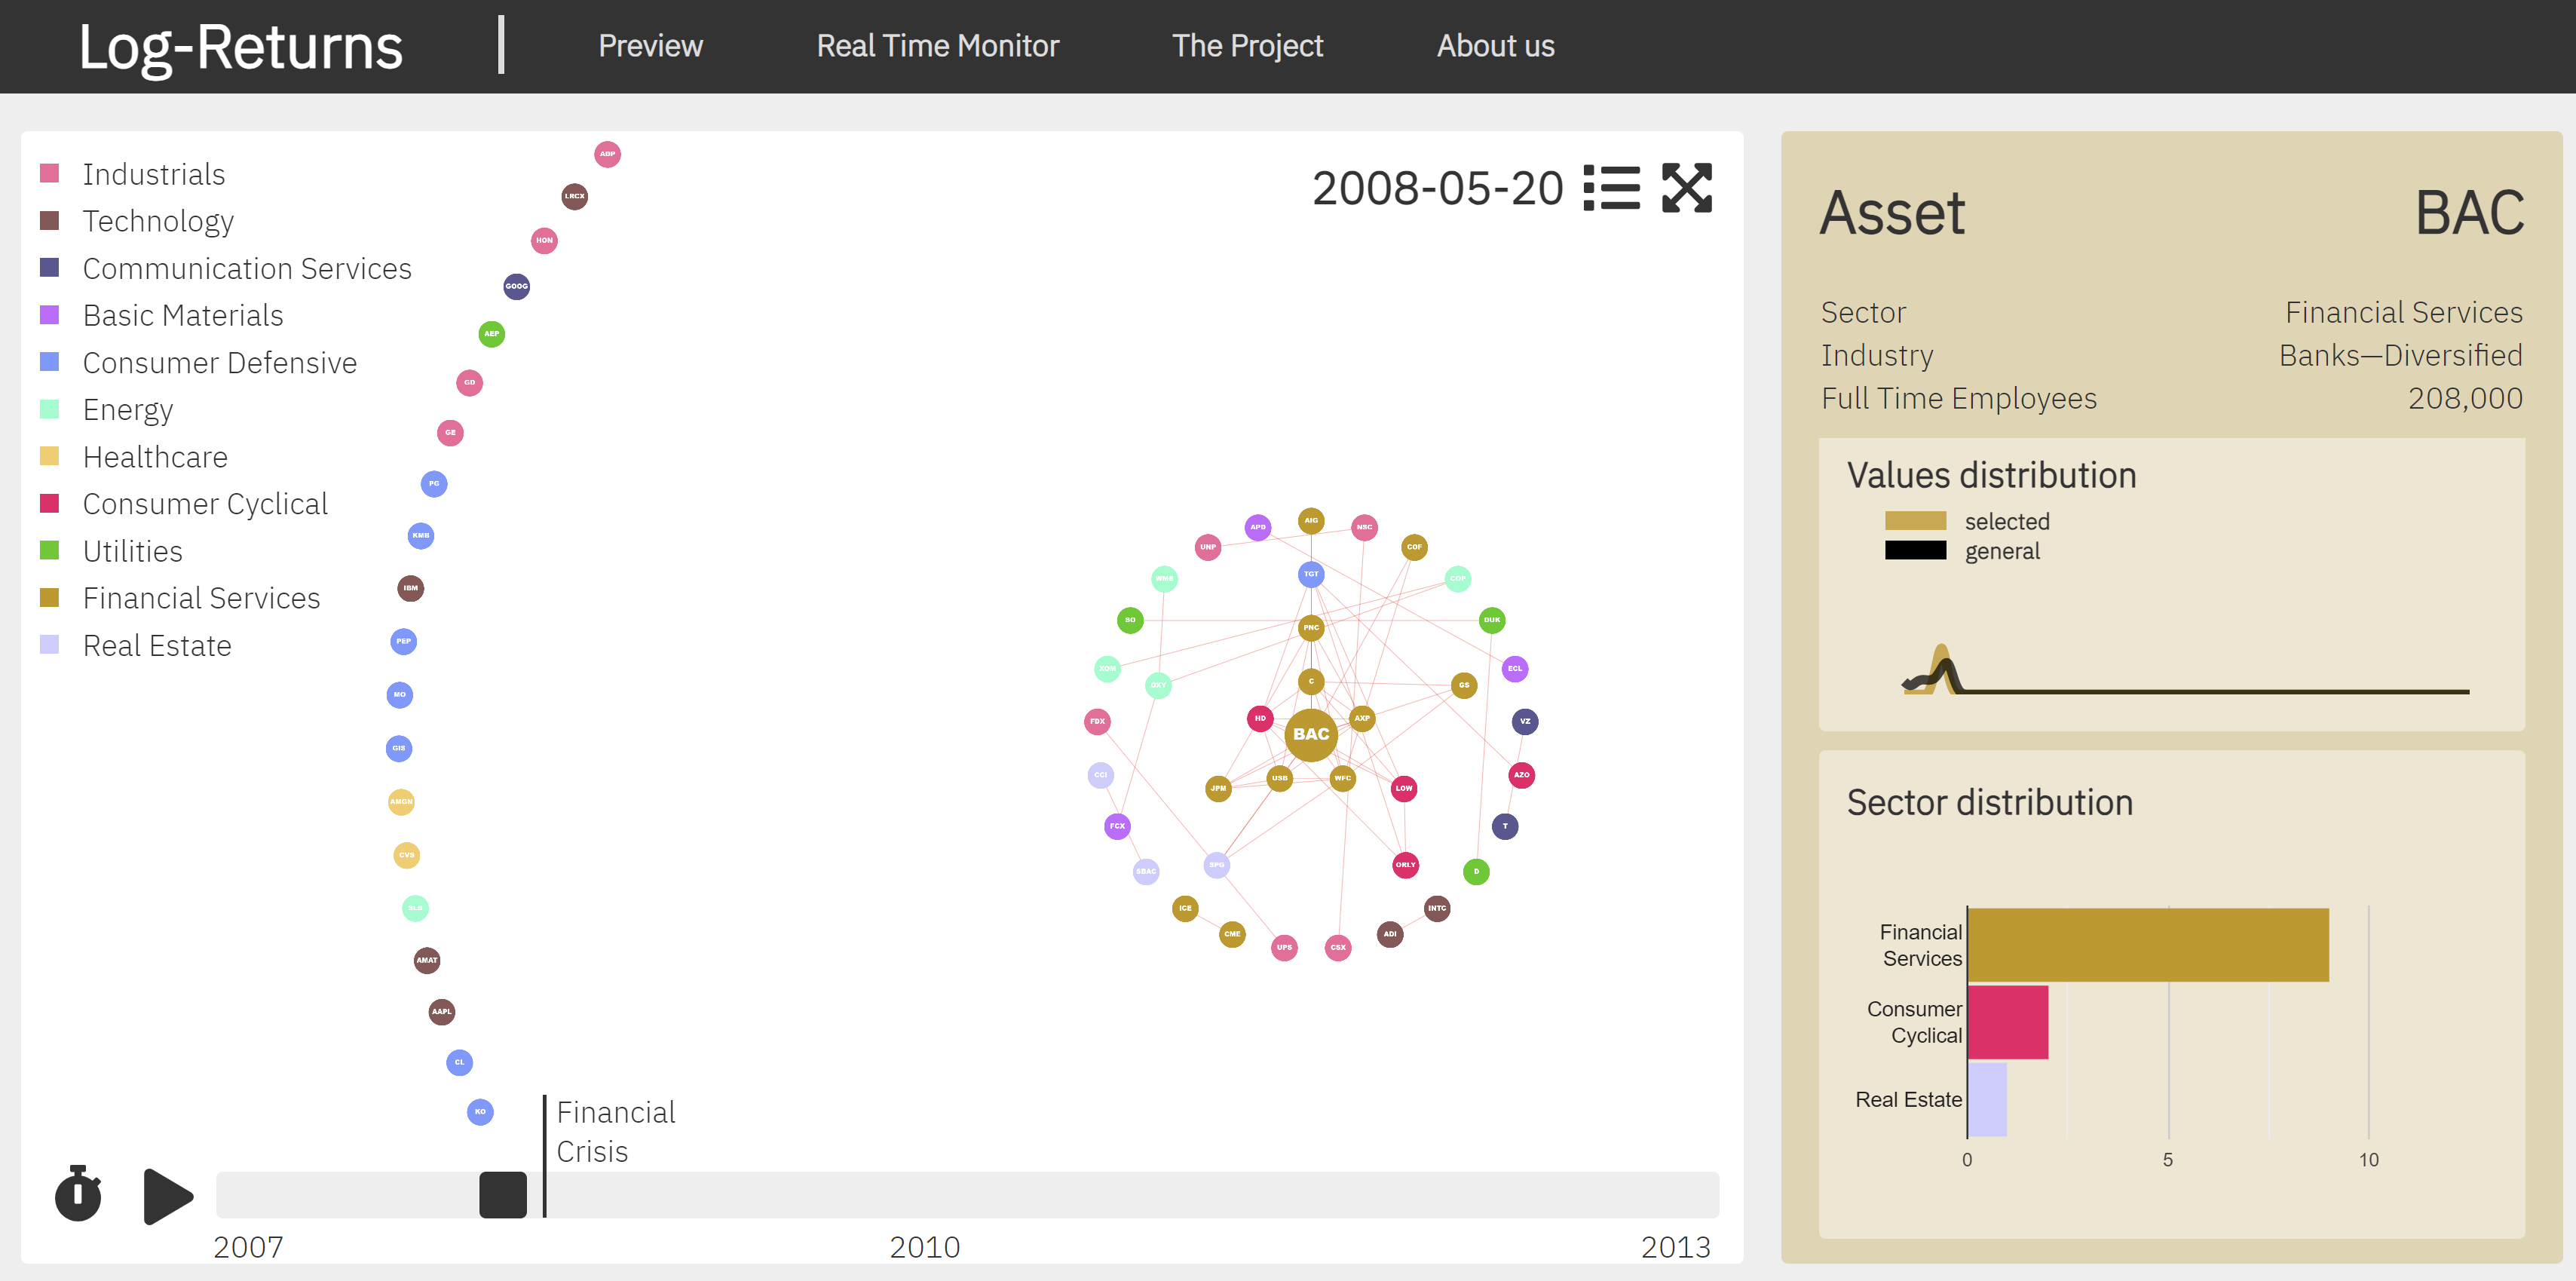 Log-Returns
Preview
Real Time Monitor
The Project
About us
Industrials
Technology
Communication Services
Basic Materials
Consumer Defensive
Energy
Healthcare
Consumer Cyclical
Utilities
Financial Services
Real Estate
2008-05-20
ADP
LRCX
HON
GOOG
AEP
GD
GE
PG
KMB
IBM
PEP
MO
GIS
AMGN
CVS
SLB
AMAT
AAPL
CL
KO
AIG
APD
NSC
UNP
COF
WMB
TGT
COP
SO
PNC
DUK
XOM
OXY
C
GS
ECL
FDX
HD
AXP
VZ
BAC
CCI
JPM
USB
WFC
LOW
AZO
FCX
T
SBAC
SPG
ORLY
D
ICE
INTC
CME
ADI
UPS
CSX
Financial
Crisis
2007
2010
2013
Asset BAC
Sector Financial Services
Industry Banks—Diversified
Full Time Employees 208,000
Values distribution
selected
general
Sector distribution
Financial
Services
Consumer
Cyclical
Real Estate
0 5 10